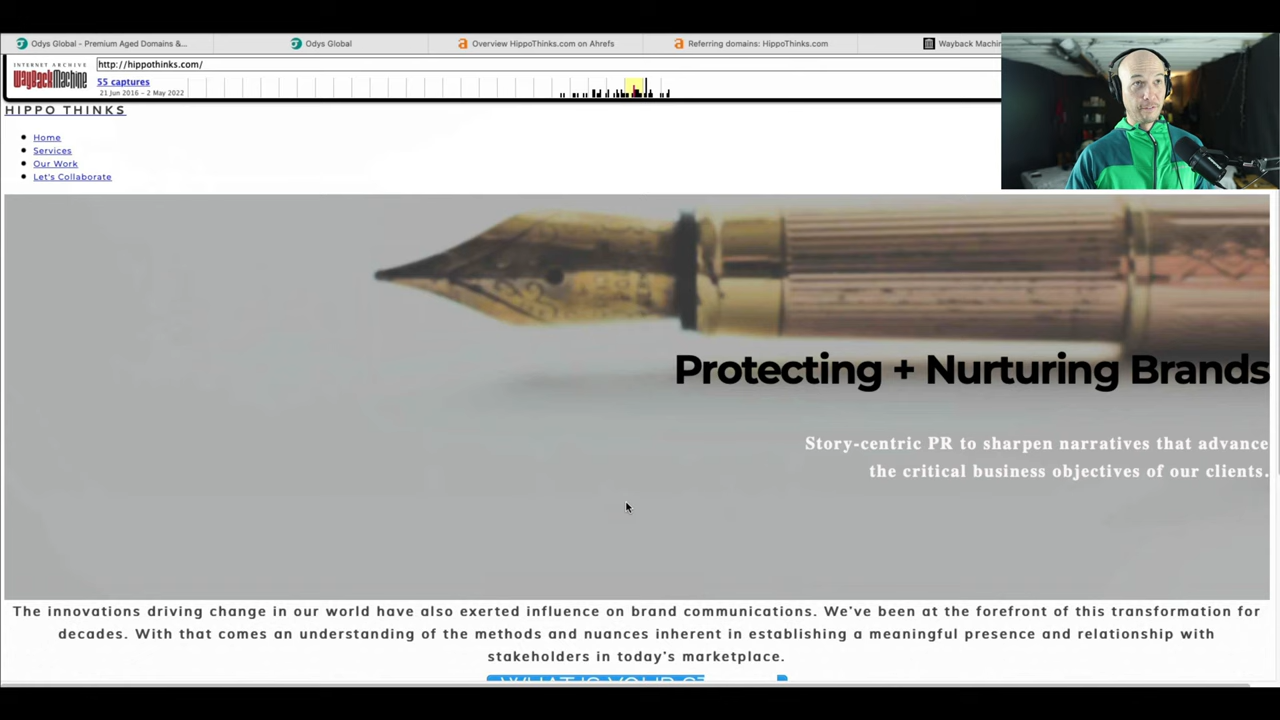 Odys Global - Premium Aged Domains &...
Odys Global
Overview HippoThinks.com on Ahrefs
Referring domains: HippoThinks.com
Wayback Machin
INTERNET ARCHIVE
WayBackMachine
http://hippothinks.com/
55 captures
21 Jun 2016 – 2 May 2022
HIPPO THINKS
Home
Services
Our Work
Let's Collaborate
Protecting + Nurturing Brands
Story-centric PR to sharpen narratives that advance
the critical business objectives of our clients.
The innovations driving change in our world have also exerted influence on brand communications. We've been at the forefront of this transformation for
decades. With that comes an understanding of the methods and nuances inherent in establishing a meaningful presence and relationship with
stakeholders in today's marketplace.
WHAT IS YOUR